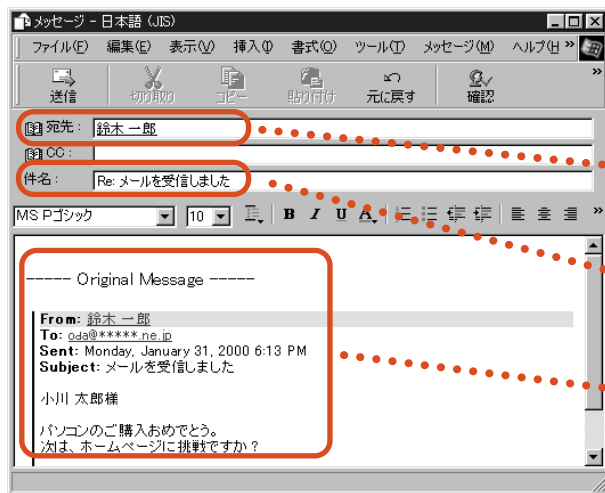 メッセージ - 日本語 (JIS)
ファイル(F) 編集(E) 表示(V) 挿入(I) 書式(O) ツール(T) メッセージ(M) ヘルプ(H »
送信 切り取り コピー 貼り付け 元に戻す 確認 »
宛先: 鈴木 一郎
CC:
件名: Re: メールを受信しました
MS Pゴシック 10 B I U A »
----- Original Message -----
From: 鈴木 一郎
To: oda@*****.ne.jp
Sent: Monday, January 31, 2000 6:13 PM
Subject: メールを受信しました
小川 太郎様
パソコンのご購入おめでとう。
次は、ホームページに挑戦ですか?